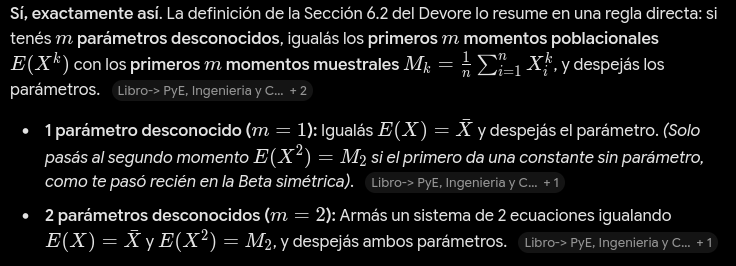 Sí, exactamente así. La definición de la Sección 6.2 del Devore lo resume en una regla directa: si
tenés m parámetros desconocidos, igualás los primeros m momentos poblacionales
E(X^k) con los primeros m momentos muestrales M_k = \frac{1}{n} \sum_{i=1}^{n} X_i^k, y despejás los
parámetros. Libro-> PyE, Ingenieria y C... + 2
• 1 parámetro desconocido (m = 1): Igualás E(X) = \bar{X} y despejás el parámetro. (Solo
pasás al segundo momento E(X^2) = M_2 si el primero da una constante sin parámetro,
como te pasó recién en la Beta simétrica). Libro-> PyE, Ingenieria y C... + 1
• 2 parámetros desconocidos (m = 2): Armás un sistema de 2 ecuaciones igualando
E(X) = \bar{X} y E(X^2) = M_2, y despejás ambos parámetros. Libro-> PyE, Ingenieria y C... + 1